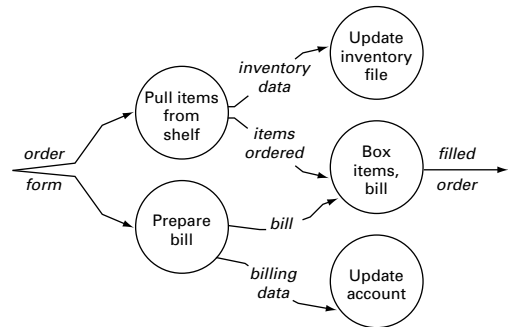 order
form
Pull items
from
shelf
Prepare
bill
inventory
data
items
ordered
bill
billing
data
Update
inventory
file
Box
items,
bill
Update
account
filled
order